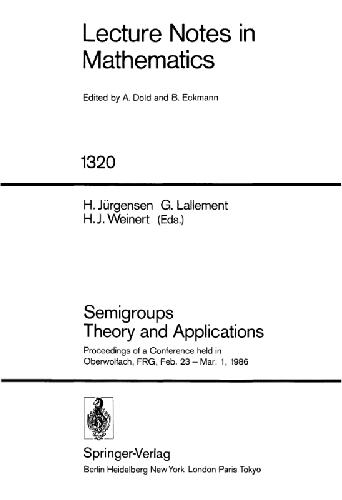 Lecture Notes in
Mathematics
Edited by A. Dold and B. Eckmann
1320
H. Jürgensen G. Lallement
H. J. Weinert (Eds.)
Semigroups
Theory and Applications
Proceedings of a Conference held in
Oberwolfach, FRG, Feb. 23 – Mar. 1, 1986
Springer-Verlag
Berlin Heidelberg New York London Paris Tokyo